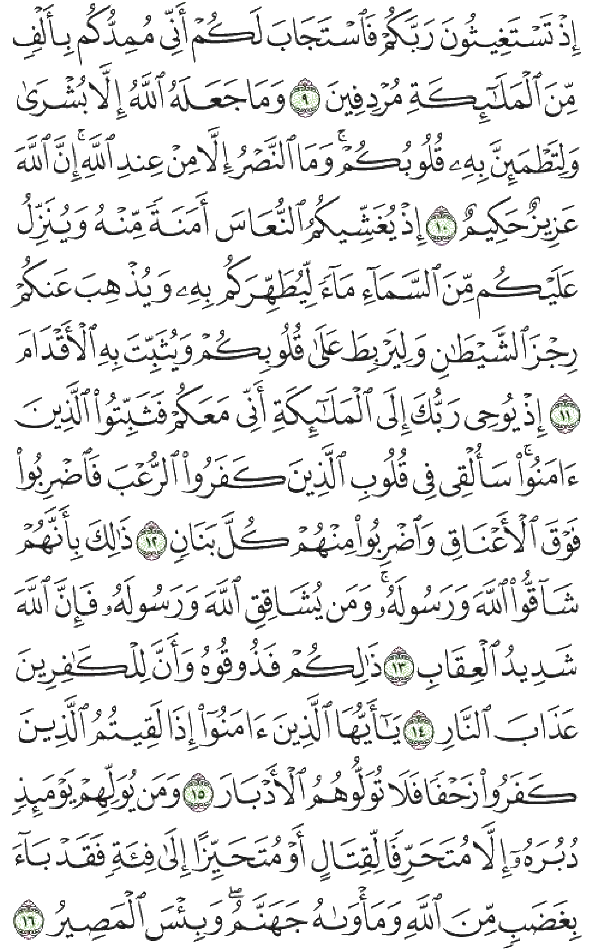 إِذْ تَسْتَغِيثُونَ رَبَّكُمْ فَٱسْتَجَابَ لَكُمْ أَنِّى مُمِدُّكُم بِأَلْفٍ
مِّنَ ٱلْمَلَـٰٓئِكَةِ مُرْدِفِينَ ٩ وَمَا جَعَلَهُ ٱللَّهُ إِلَّا بُشْرَىٰ
وَلِتَطْمَئِنَّ بِهِۦ قُلُوبُكُمْ ۚ وَمَا ٱلنَّصْرُ إِلَّا مِنْ عِندِ ٱللَّهِ ۚ إِنَّ ٱللَّهَ
عَزِيزٌ حَكِيمٌ ١٠ إِذْ يُغَشِّيكُمُ ٱلنُّعَاسَ أَمَنَةً مِّنْهُ وَيُنَزِّلُ
عَلَيْكُم مِّنَ ٱلسَّمَآءِ مَآءً لِّيُطَهِّرَكُم بِهِۦ وَيُذْهِبَ عَنكُمْ
رِجْزَ ٱلشَّيْطَـٰنِ وَلِيَرْبِطَ عَلَىٰ قُلُوبِكُمْ وَيُثَبِّتَ بِهِ ٱلْأَقْدَامَ
١١ إِذْ يُوحِى رَبُّكَ إِلَى ٱلْمَلَـٰٓئِكَةِ أَنِّى مَعَكُمْ فَثَبِّتُوا۟ ٱلَّذِينَ
ءَامَنُوا۟ ۚ سَأُلْقِى فِى قُلُوبِ ٱلَّذِينَ كَفَرُوا۟ ٱلرُّعْبَ فَٱضْرِبُوا۟
فَوْقَ ٱلْأَعْنَاقِ وَٱضْرِبُوا۟ مِنْهُمْ كُلَّ بَنَانٍ ١٢ ذَٰلِكَ بِأَنَّهُمْ
شَآقُّوا۟ ٱللَّهَ وَرَسُولَهُۥ ۚ وَمَن يُشَاقِقِ ٱللَّهَ وَرَسُولَهُۥ فَإِنَّ ٱللَّهَ
شَدِيدُ ٱلْعِقَابِ ١٣ ذَٰلِكُمْ فَذُوقُوهُ وَأَنَّ لِلْكَـٰفِرِينَ
عَذَابَ ٱلنَّارِ ١٤ يَـٰٓأَيُّهَا ٱلَّذِينَ ءَامَنُوٓا۟ إِذَا لَقِيتُمُ ٱلَّذِينَ
كَفَرُوا۟ زَحْفًا فَلَا تُوَلُّوهُمُ ٱلْأَدْبَارَ ١٥ وَمَن يُوَلِّهِمْ يَوْمَئِذٍ
دُبُرَهُۥٓ إِلَّا مُتَحَرِّفًا لِّقِتَالٍ أَوْ مُتَحَيِّزًا إِلَىٰ فِئَةٍ فَقَدْ بَآءَ
بِغَضَبٍ مِّنَ ٱللَّهِ وَمَأْوَىٰهُ جَهَنَّمُ ۖ وَبِئْسَ ٱلْمَصِيرُ ١٦